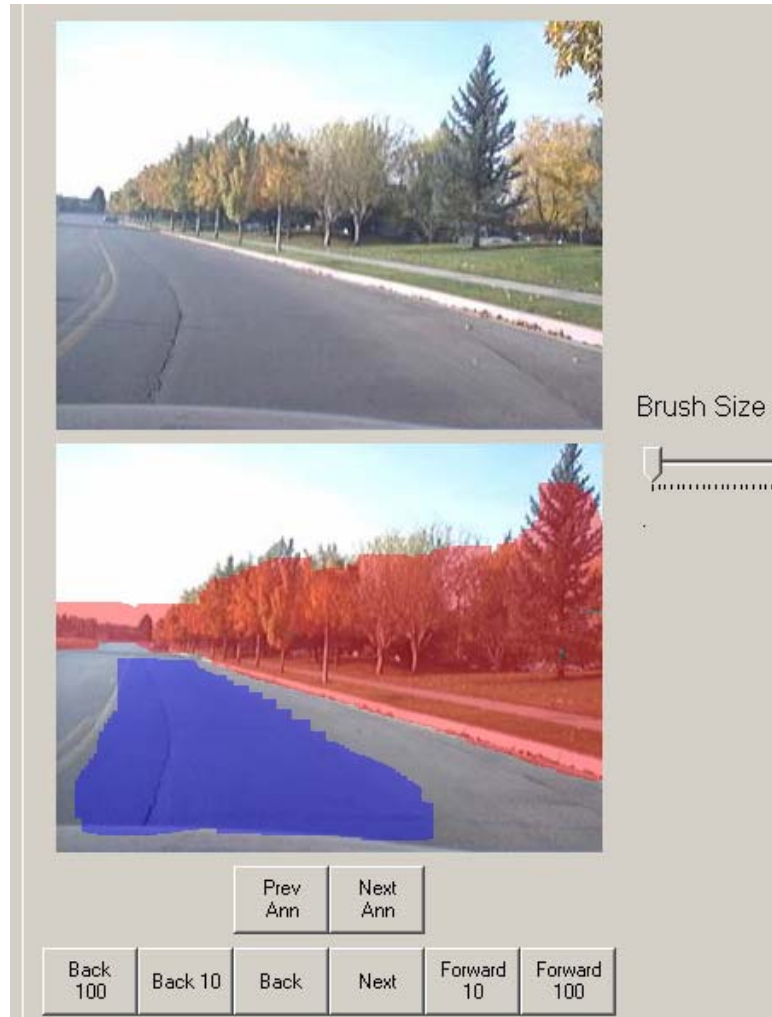 Brush Size
Prev
Ann
Next
Ann
Back
100
Back 10
Back
Next
Forward
10
Forward
100